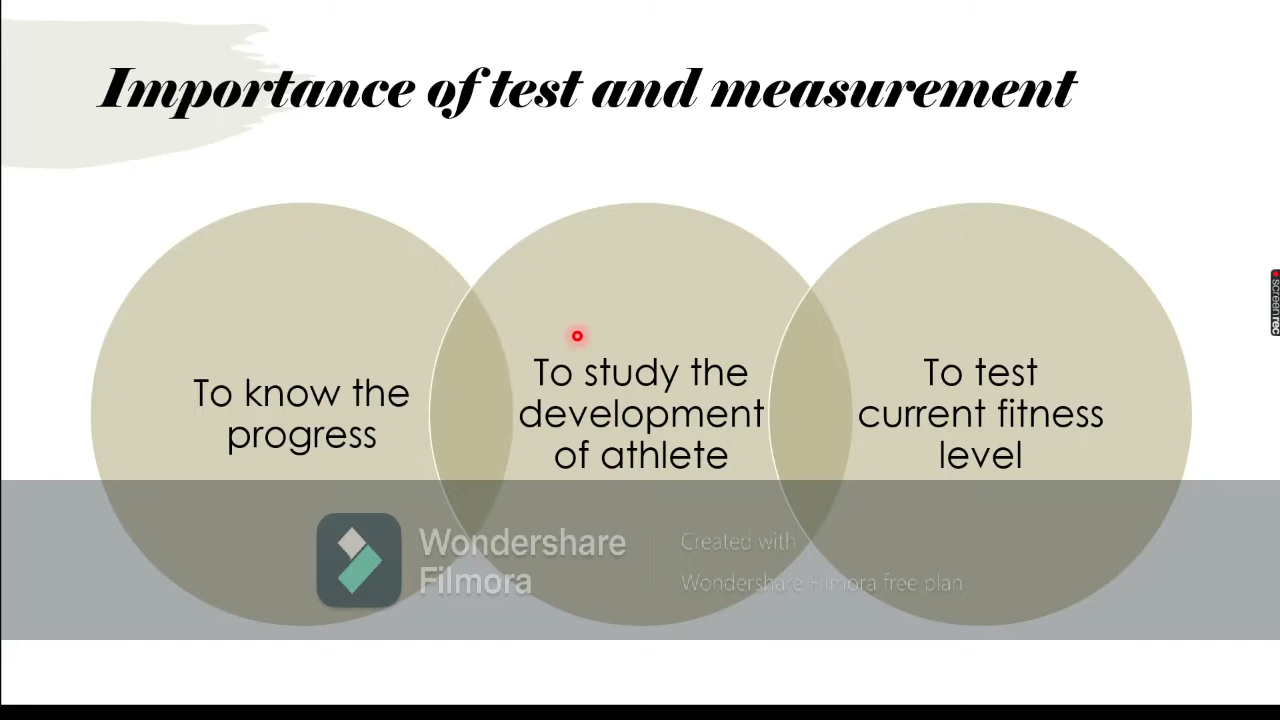 Importance of test and measurement
To know the
progress
To study the
development
of athlete
To test
current fitness
level
Wondershare
Filmora
Created with
Wondershare Filmora free plan
screenrec